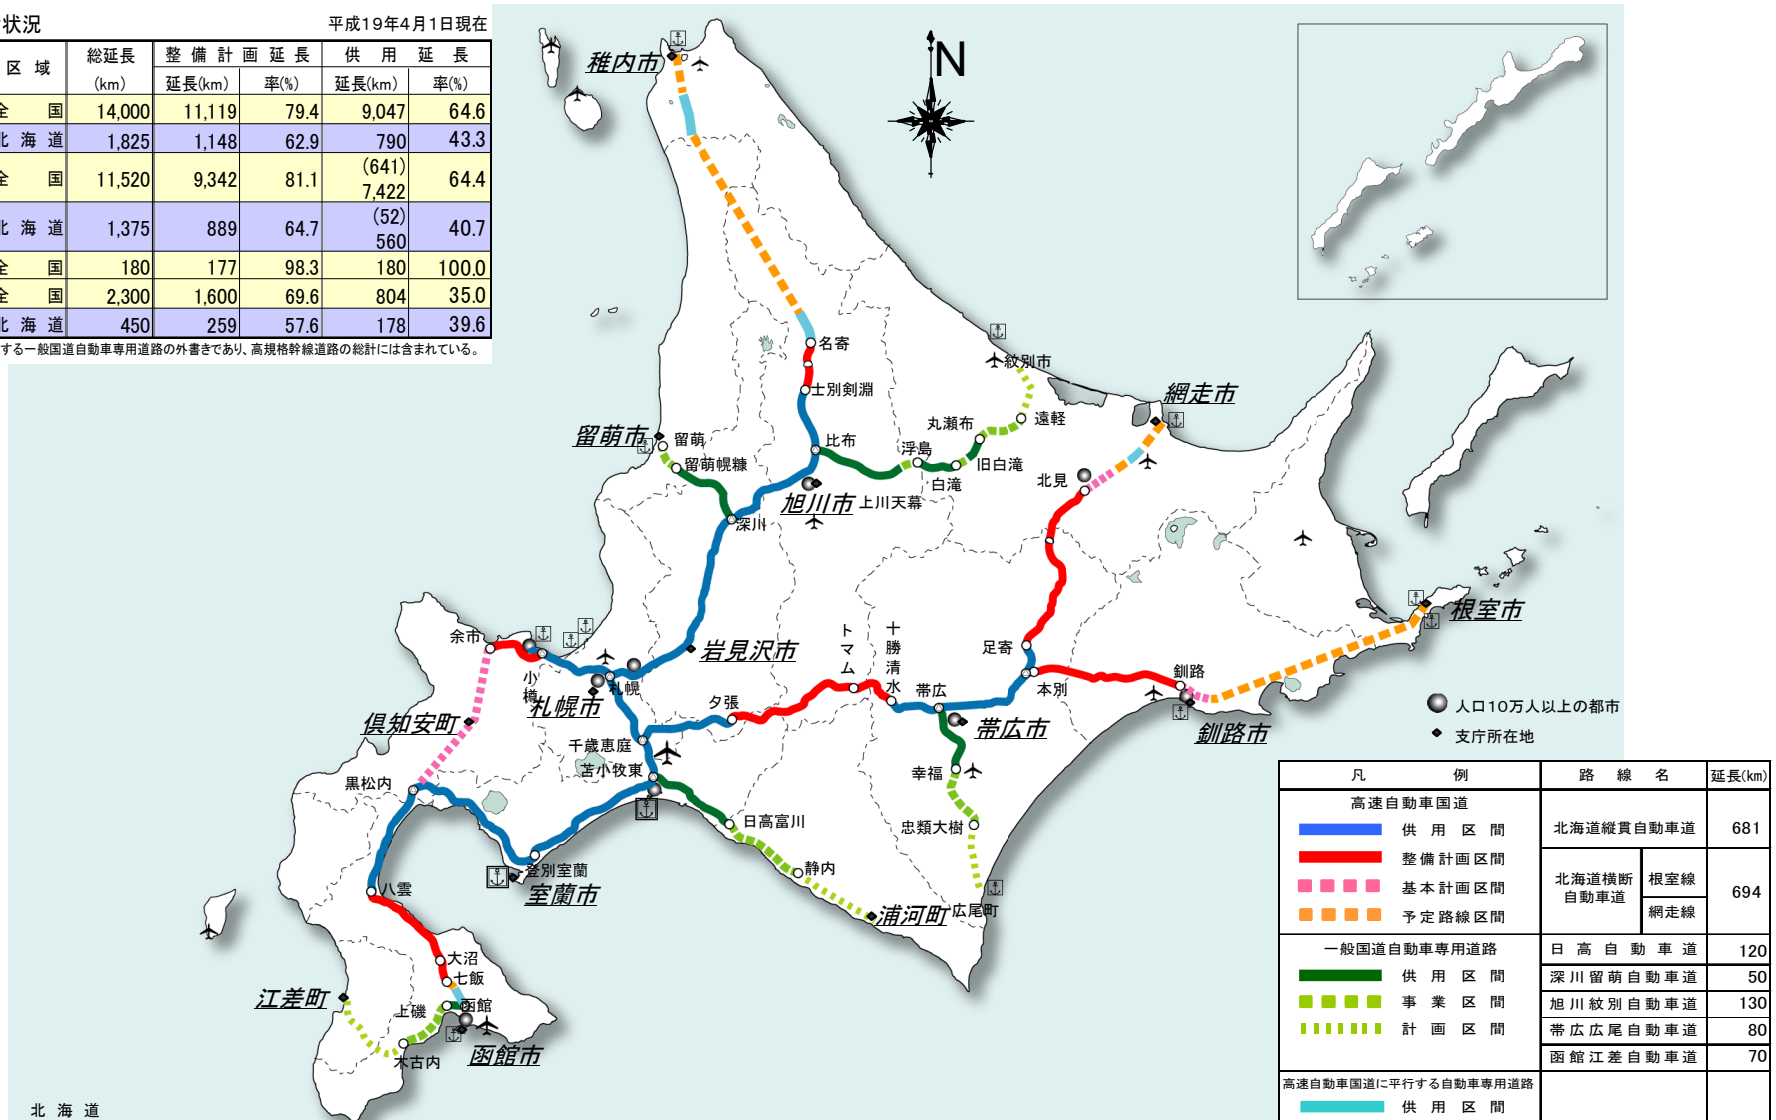 状況
平成19年4月1日現在
区域 総延長 整備計画延長 供用延長
(km) 延長(km) 率(%) 延長(km) 率(%)
全国 14,000 11,119 79.4 9,047 64.6
北海道 1,825 1,148 62.9 790 43.3
全国 11,520 9,342 81.1 (641) 7,422 64.4
北海道 1,375 889 64.7 (52) 560 40.7
全国 180 177 98.3 180 100.0
全国 2,300 1,600 69.6 804 35.0
北海道 450 259 57.6 178 39.6
する一般国道自動車専用道路の外書きであり、高規格幹線道路の総計には含まれている。
N
稚内市
名寄
士別剣淵
紋別市
網走市
留萌市
留萌
留萌幌糠
比布
丸瀬布
遠軽
浮島
旧白滝
白滝
北見
旭川市
上川天幕
深川
根室市
余市
小樽
岩見沢市
トマム
十勝清水
足寄
札幌
札幌市
夕張
帯広
本別
釧路
倶知安町
帯広市
釧路市
千歳恵庭
苫小牧東
幸福
黒松内
日高富川
忠類大樹
登別室蘭
静内
八雲
室蘭市
浦河町
広尾町
大沼
七飯
江差町
上磯
函館
木古内
函館市
北海道
人口10万人以上の都市
支庁所在地
凡例 路線名 延長(km)
高速自動車国道
供用区間 北海道縦貫自動車道 681
整備計画区間
基本計画区間 北海道横断自動車道 根室線 694
予定路線区間 網走線
一般国道自動車専用道路 日高自動車道 120
供用区間 深川留萌自動車道 50
事業区間 旭川紋別自動車道 130
計画区間 帯広広尾自動車道 80
函館江差自動車道 70
高速自動車国道に平行する自動車専用道路
供用区間